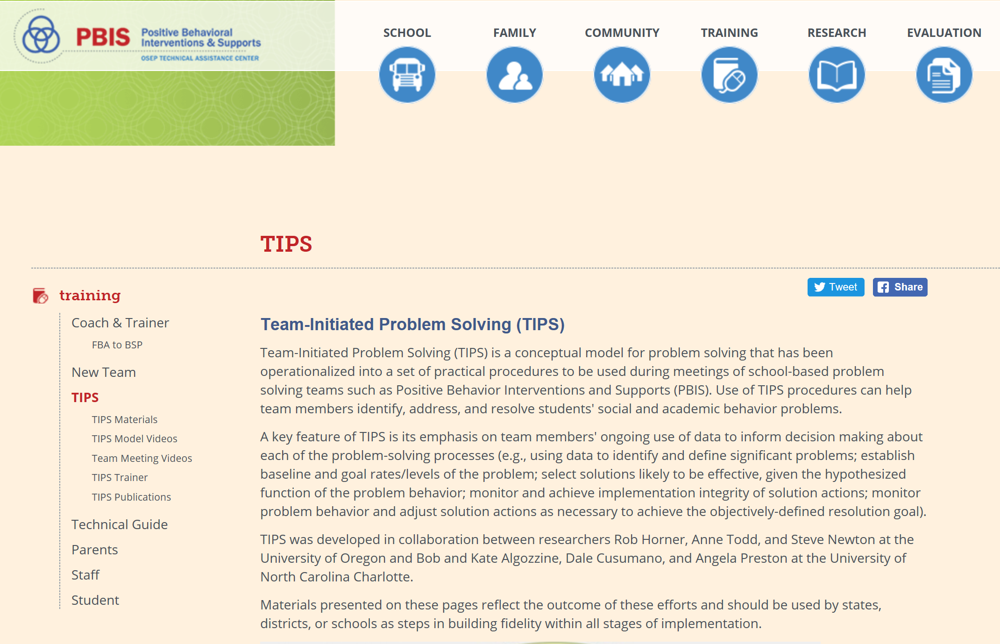 PBIS
Positive Behavioral
Interventions & Supports
OSEP TECHNICAL ASSISTANCE CENTER
SCHOOL
FAMILY
COMMUNITY
TRAINING
RESEARCH
EVALUATION
TIPS
training
Coach & Trainer
FBA to BSP
New Team
TIPS
TIPS Materials
TIPS Model Videos
Team Meeting Videos
TIPS Trainer
TIPS Publications
Technical Guide
Parents
Staff
Student
Tweet
Share
Team-Initiated Problem Solving (TIPS)
Team-Initiated Problem Solving (TIPS) is a conceptual model for problem solving that has been
operationalized into a set of practical procedures to be used during meetings of school-based problem
solving teams such as Positive Behavior Interventions and Supports (PBIS). Use of TIPS procedures can help
team members identify, address, and resolve students' social and academic behavior problems.
A key feature of TIPS is its emphasis on team members' ongoing use of data to inform decision making about
each of the problem-solving processes (e.g., using data to identify and define significant problems; establish
baseline and goal rates/levels of the problem; select solutions likely to be effective, given the hypothesized
function of the problem behavior; monitor and achieve implementation integrity of solution actions; monitor
problem behavior and adjust solution actions as necessary to achieve the objectively-defined resolution goal).
TIPS was developed in collaboration between researchers Rob Horner, Anne Todd, and Steve Newton at the
University of Oregon and Bob and Kate Algozzine, Dale Cusumano, and Angela Preston at the University of
North Carolina Charlotte.
Materials presented on these pages reflect the outcome of these efforts and should be used by states,
districts, or schools as steps in building fidelity within all stages of implementation.